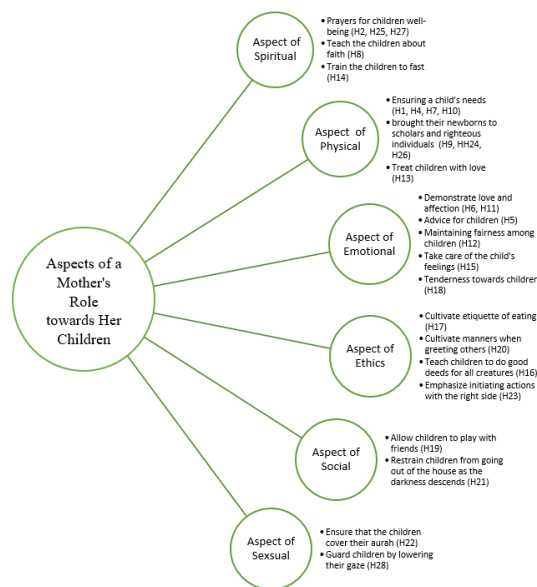 Aspects of a
Mother's
Role
towards Her
Children
Aspect of
Spiritual
• Prayers for children well-
being (H2, H25, H27)
• Teach the children about
faith (H8)
• Train the children to fast
(H14)
Aspect of
Physical
• Ensuring a child's needs
(H1, H4, H7, H10)
• brought their newborns to
scholars and righteous
individuals (H9, HH24,
H26)
• Treat children with love
(H13)
Aspect of
Emotional
• Demonstrate love and
affection (H6, H11)
• Advice for children (H5)
• Maintaining fairness among
children (H12)
• Take care of the child's
feelings (H15)
• Tenderness towards children
(H18)
Aspect of
Ethics
• Cultivate etiquette of eating
(H17)
• Cultivate manners when
greeting others (H20)
• Teach children to do good
deeds for all creatures (H16)
• Emphasize initiating actions
with the right side (H23)
Aspect of
Social
• Allow children to play with
friends (H19)
• Restrain children from going
out of the house as the
darkness descends (H21)
Aspect of
Sexsual
• Ensure that the children
cover their aurah (H22)
• Guard children by lowering
their gaze (H28)